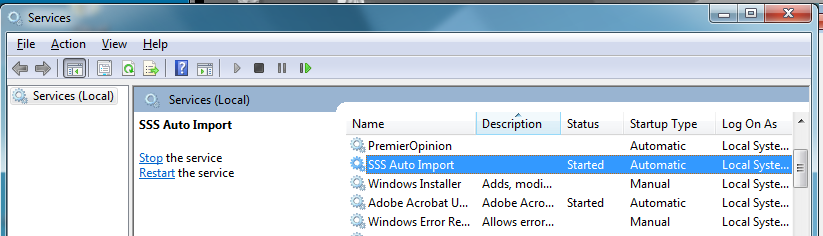 Services
File Action View Help
Services (Local)
Services (Local)
SSS Auto Import
Stop the service
Restart the service
Name Description Status Startup Type Log On As
PremierOpinion Automatic Local Syste...
SSS Auto Import Started Automatic Local Syste...
Windows Installer Adds, modi... Manual Local Syste...
Adobe Acrobat U... Adobe Acro... Started Automatic Local Syste...
Windows Error Re... Allows error... Manual Local Syste...